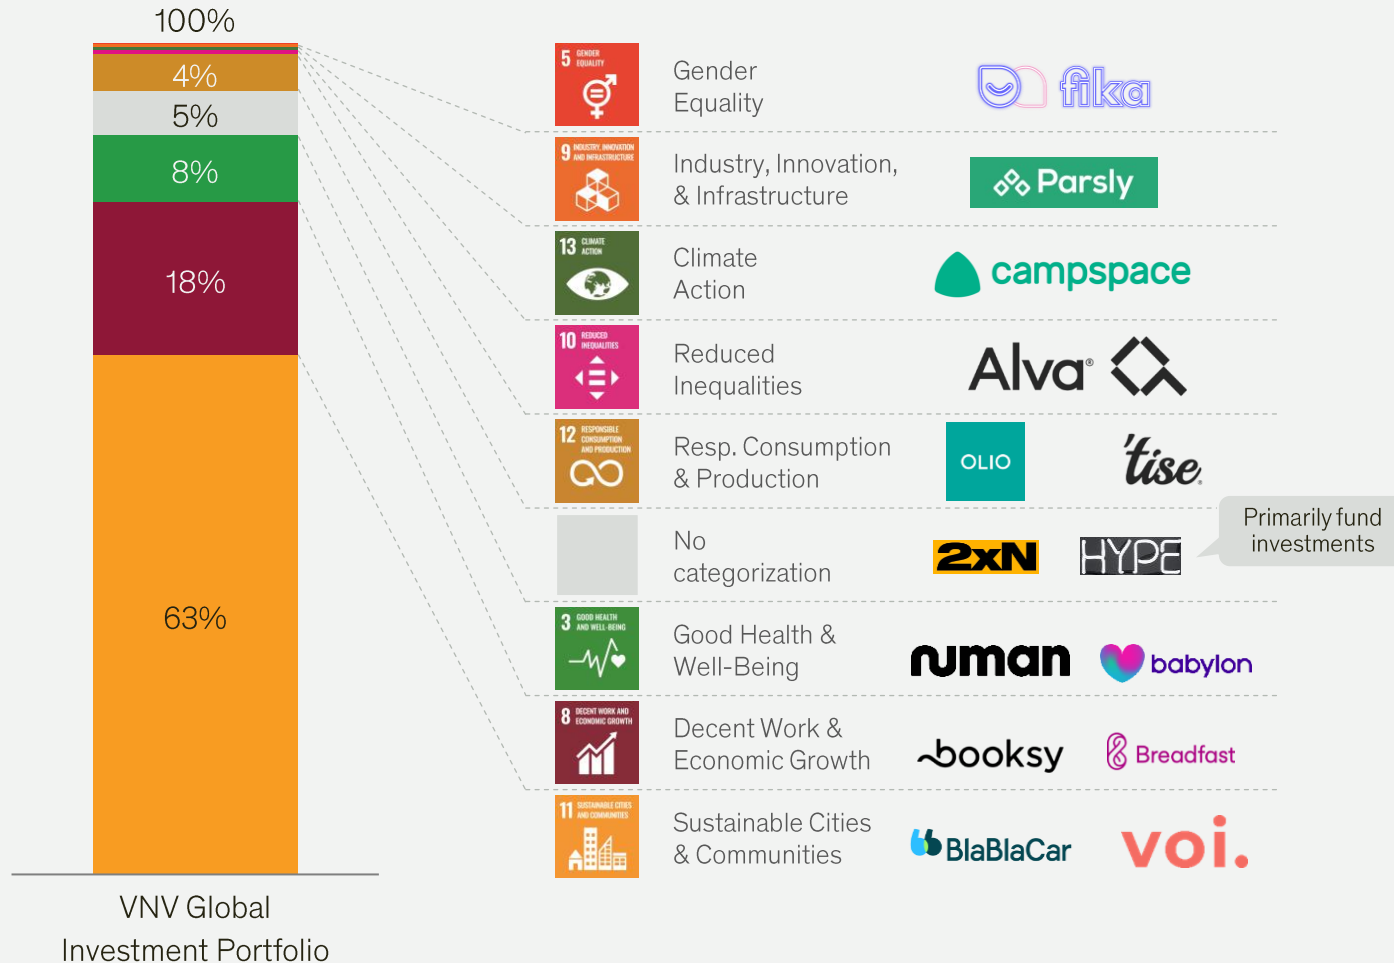 100%
4%
5%
8%
18%
63%
VNV Global
Investment Portfolio
5 GENDER
EQUALITY
Gender
Equality
fika
9 INDUSTRY, INNOVATION
AND INFRASTRUCTURE
Industry, Innovation,
& Infrastructure
Parsly
13 CLIMATE
ACTION
Climate
Action
campspace
10 REDUCED
INEQUALITIES
Reduced
Inequalities
Alva®
12 RESPONSIBLE
CONSUMPTION
AND PRODUCTION
Resp. Consumption
& Production
OLIO
'tise
No
categorization
2xN
HYPE
Primarily fund
investments
3 GOOD HEALTH
AND WELL-BEING
Good Health &
Well-Being
numan
babylon
8 DECENT WORK AND
ECONOMIC GROWTH
Decent Work &
Economic Growth
booksy
Breadfast
11 SUSTAINABLE CITIES
AND COMMUNITIES
Sustainable Cities
& Communities
BlaBlaCar
voi.